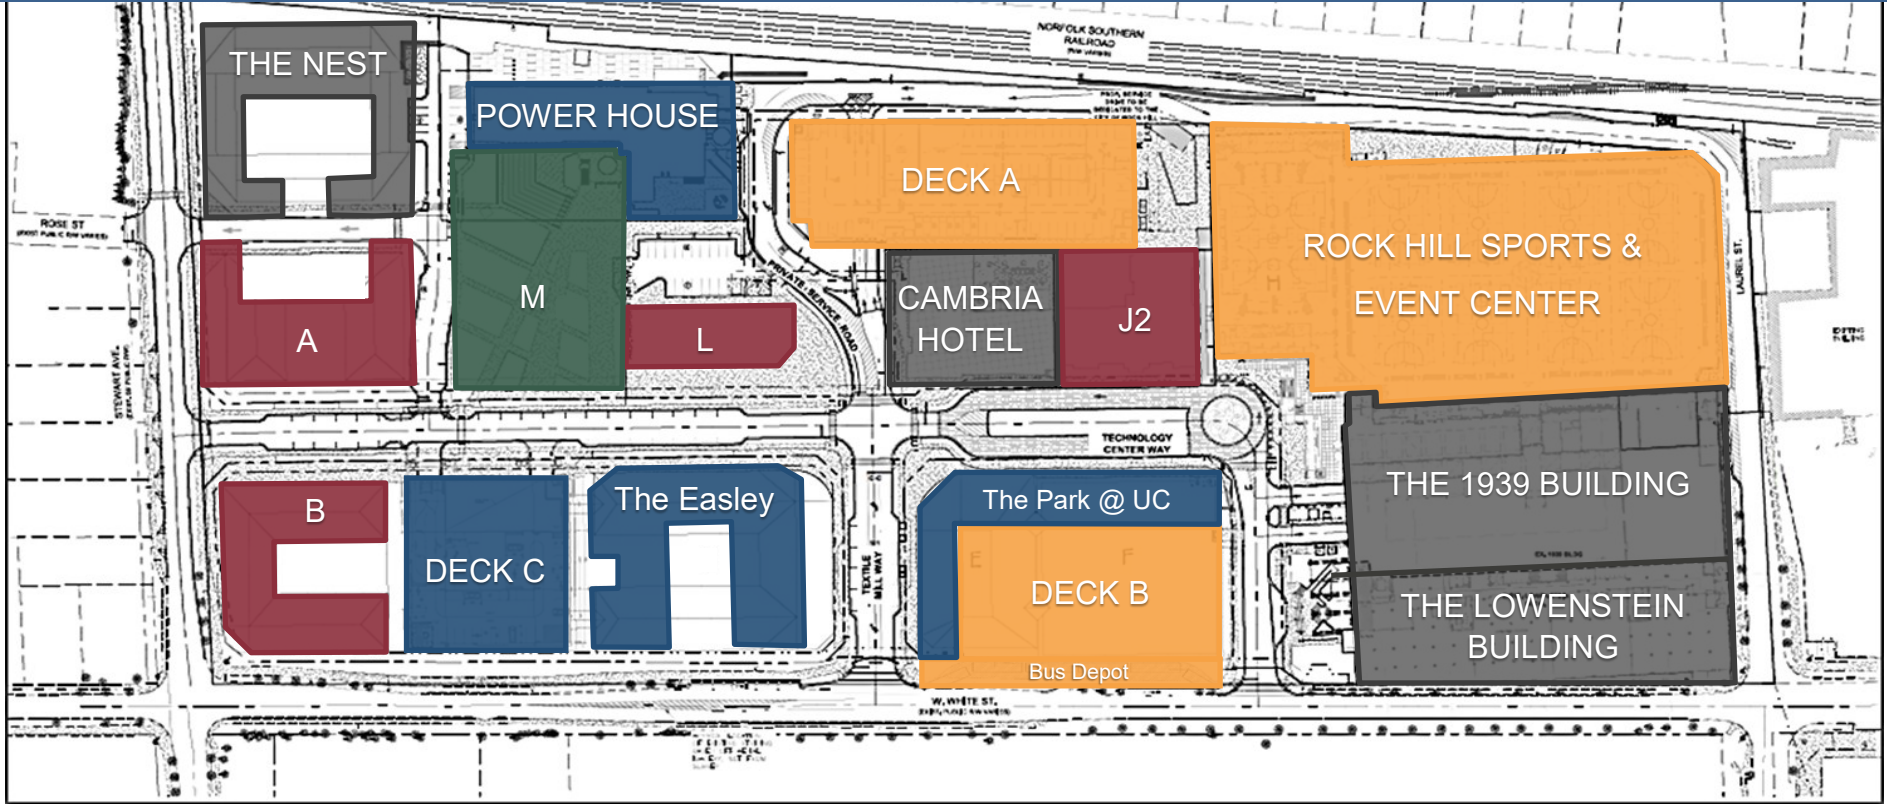 NORFOLK SOUTHERN
RAILROAD
THE NEST
POWER HOUSE
DECK A
ROCK HILL SPORTS &
EVENT CENTER
ROSE ST
LAUREL ST.
PRIVATE SERVICE ROAD
M
CAMBRIA
HOTEL
J2
A
L
STEWART AVE.
TECHNOLOGY
CENTER WAY
B
The Easley
The Park @ UC
THE 1939 BUILDING
DECK C
E
F
DECK B
TEXTILE
MILL WAY
THE LOWENSTEIN
BUILDING
Bus Depot
W. WHITE ST.